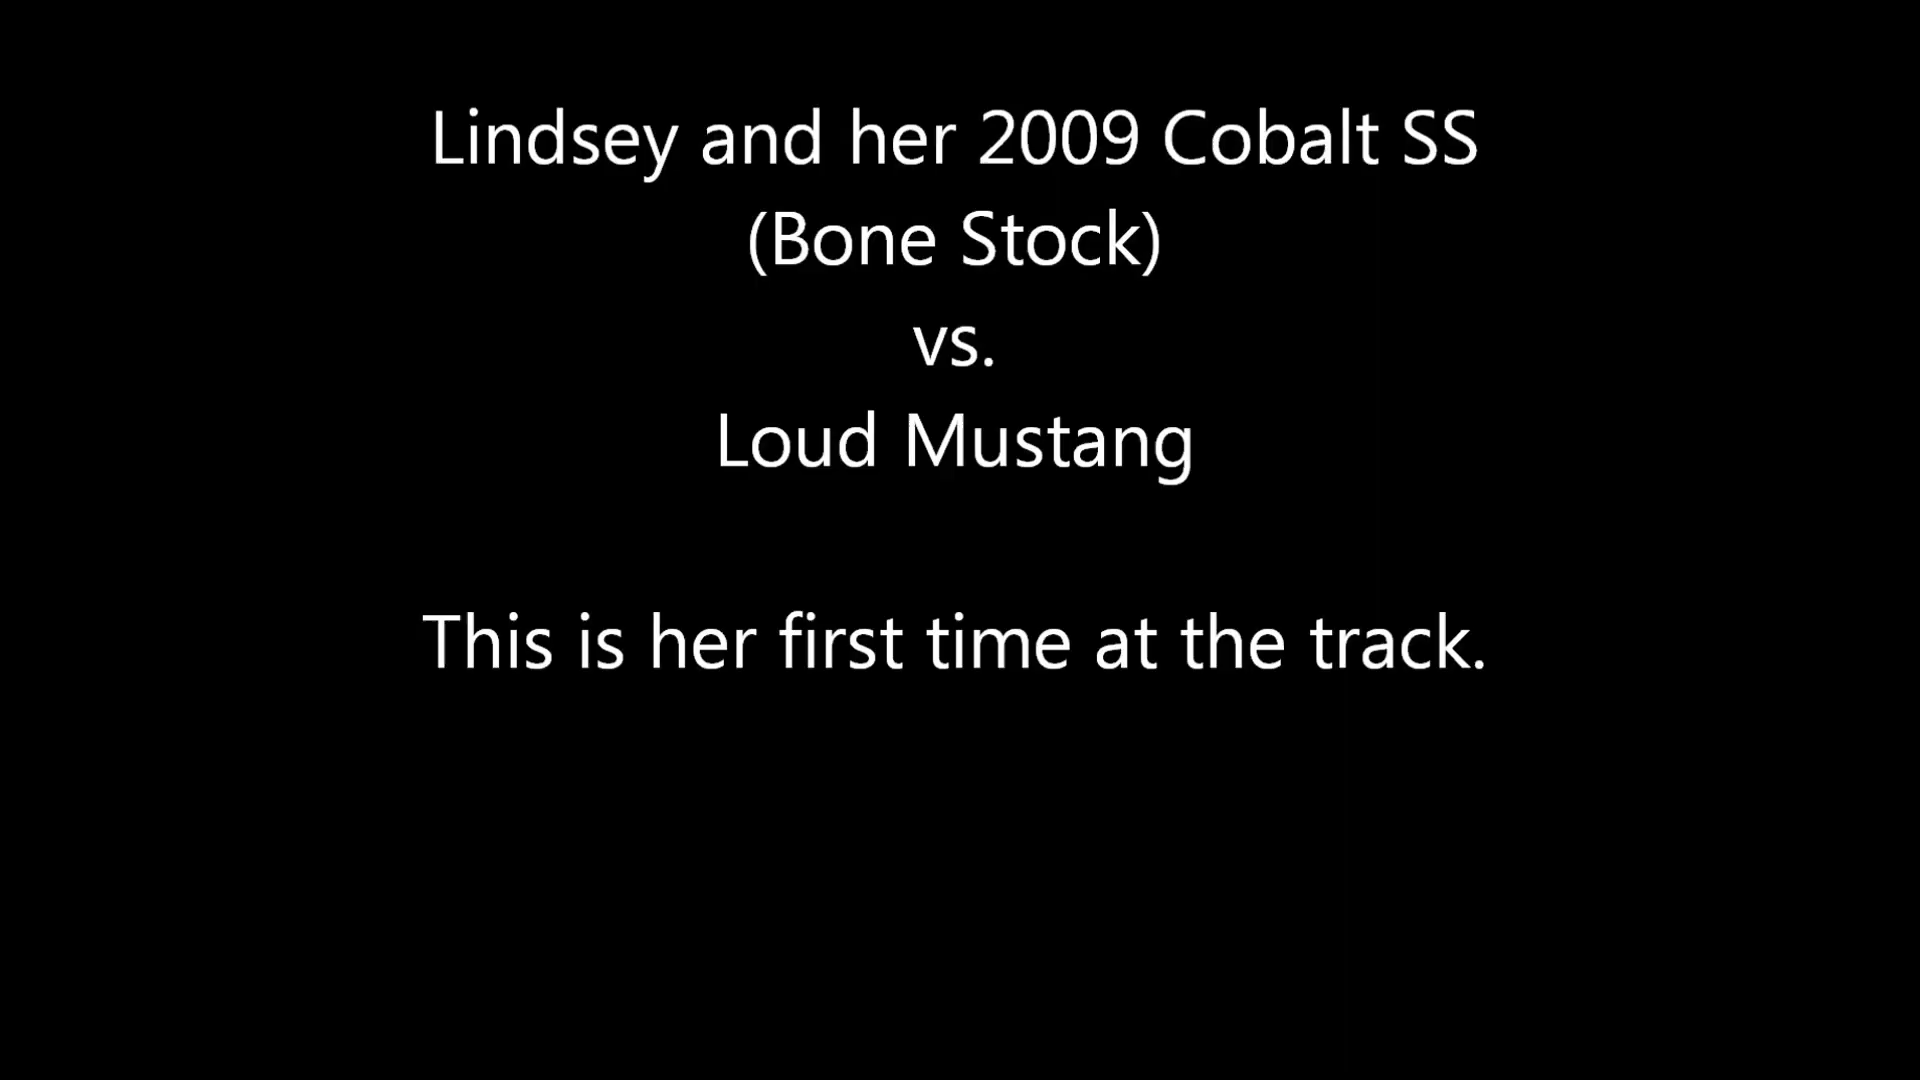 Lindsey and her 2009 Cobalt SS
(Bone Stock)
vs.
Loud Mustang
This is her first time at the track.